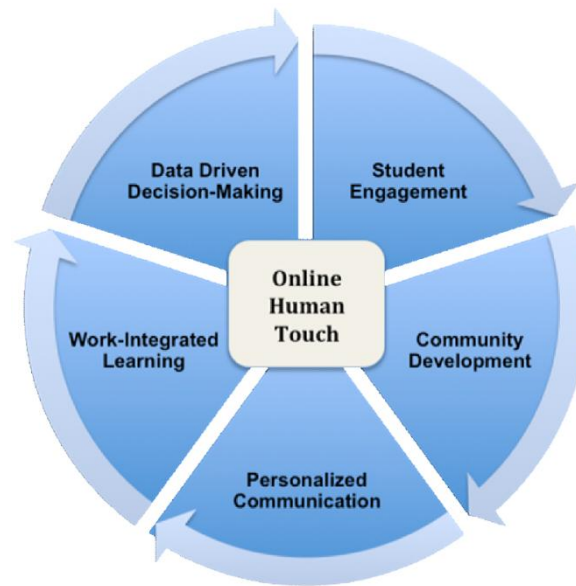 Data Driven
Decision-Making
Student
Engagement
Online
Human
Touch
Work-Integrated
Learning
Community
Development
Personalized
Communication